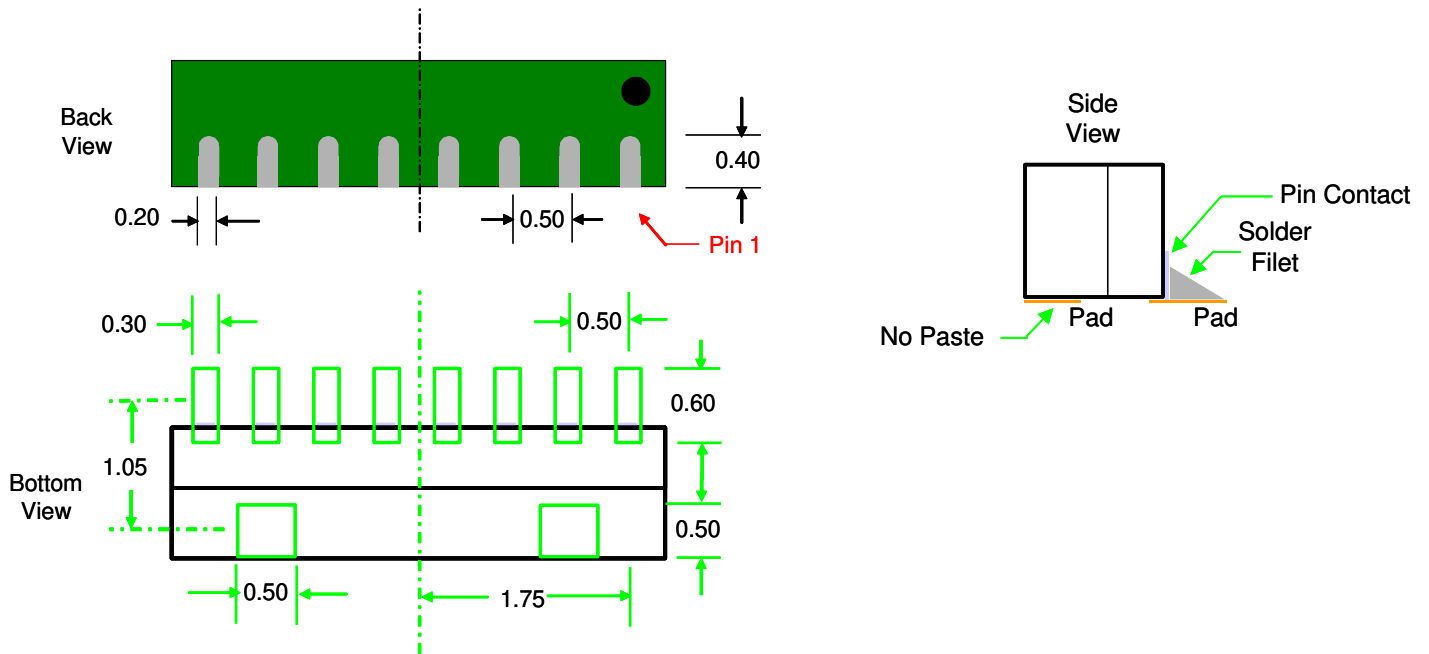 Back
View
0.20
0.50
0.40
Pin 1
Side
View
Pin Contact
Solder
Filet
No Paste
Pad
Pad
0.30
0.50
0.60
1.05
Bottom
View
0.50
0.50
1.75